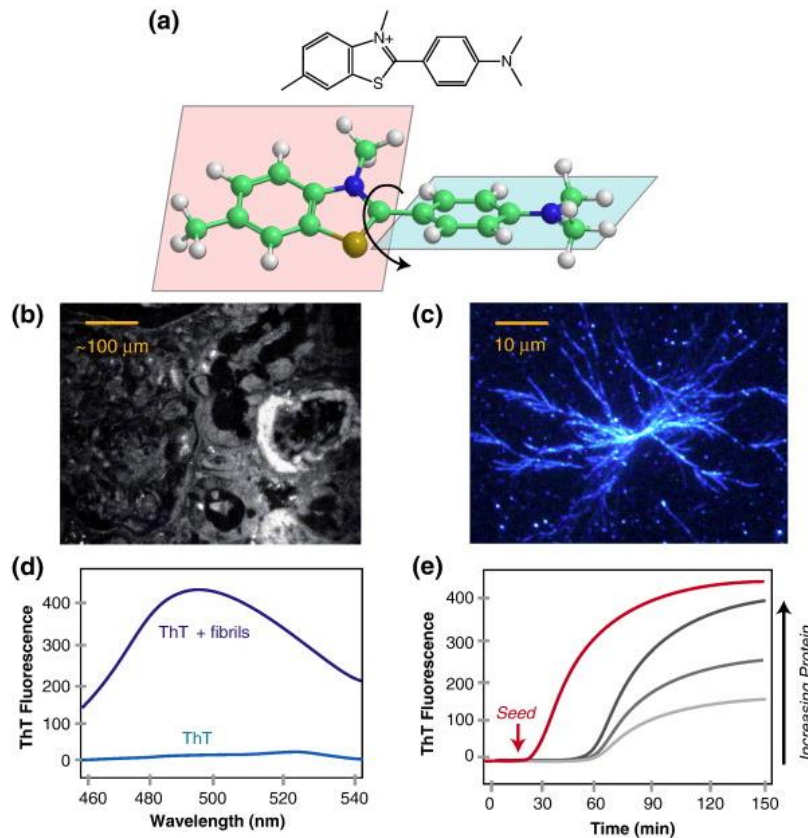 (a)
N+
S
N
(b)
~100 μm
(c)
10 μm
(d)
ThT Fluorescence
400
300
200
100
0
ThT + fibrils
ThT
460
480
500
520
540
Wavelength (nm)
(e)
ThT Fluorescence
400
300
200
100
0
Seed
Increasing Protein
0
30
60
90
120
150
Time (min)